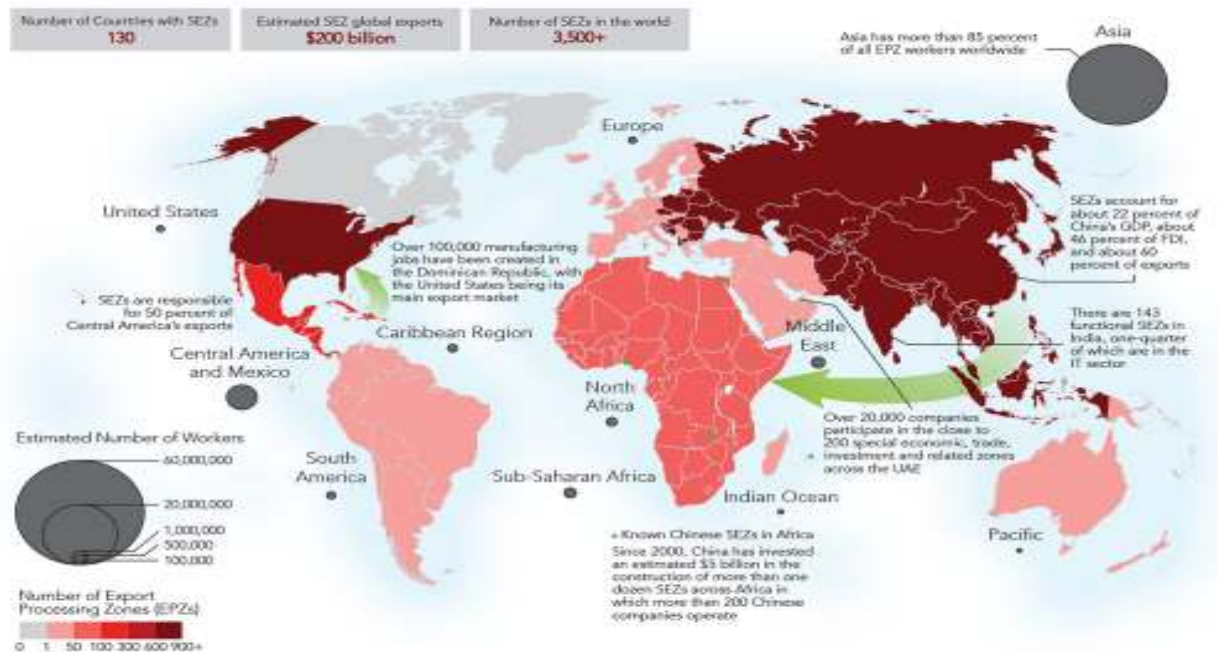 Number of Countries with SEZs
130
Estimated SEZ global exports
$200 billion
Number of SEZs in the world
3,500+
Asia has more than 85 percent
of all EPZ workers worldwide
Asia
Europe
United States
SEZs account for
about 22 percent of
China's GDP, about
46 percent of FDI,
and about 60
percent of exports
Over 100,000 manufacturing
jobs have been created in
the Dominican Republic, with
the United States being its
main export market
SEZs are responsible
for 50 percent of
Central America's exports
Caribbean Region
Central America
and Mexico
Middle
East
There are 143
functional SEZs in
India, one-quarter
of which are in the
IT sector
North
Africa
Over 20,000 companies
participate in the close to
200 special economic, trade,
investment and related zones
across the UAE
Estimated Number of Workers
60,000,000
20,000,000
1,000,000
500,000
100,000
South
America
Sub-Saharan Africa
Indian Ocean
Pacific
Known Chinese SEZs in Africa
Since 2000, China has invested
an estimated $5 billion in the
construction of more than one
dozen SEZs across Africa in
which more than 200 Chinese
companies operate
Number of Export
Processing Zones (EPZs)
0 1 50 100 300 600 900+